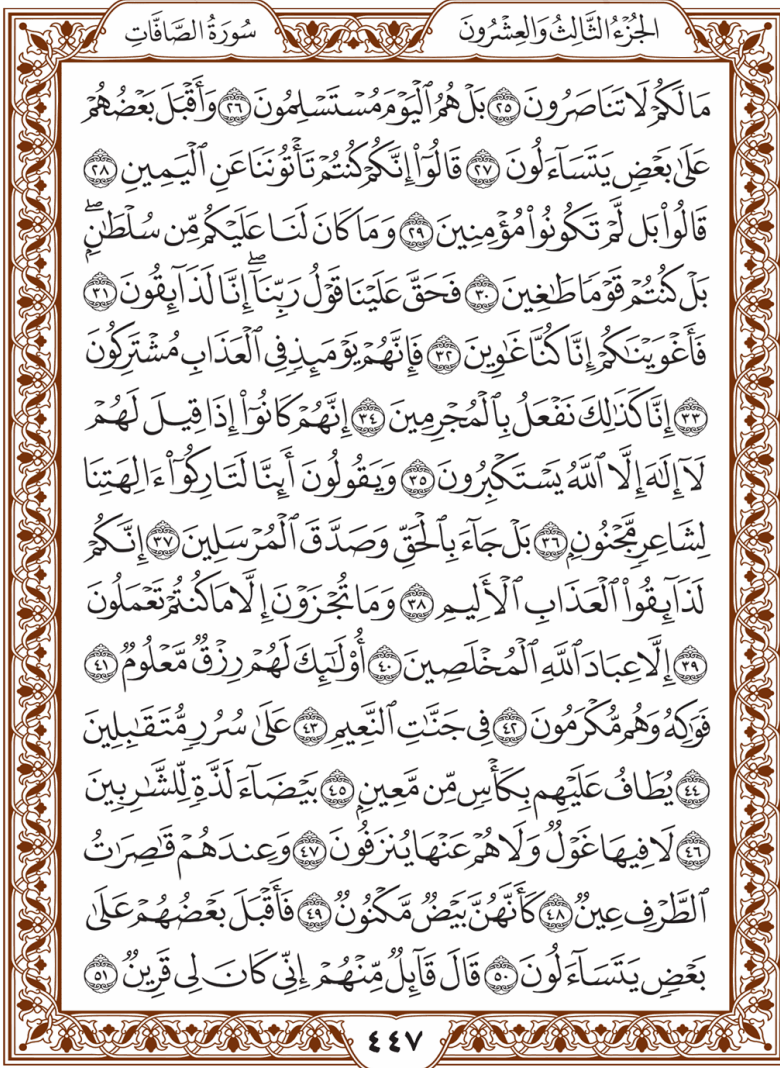 الجُزْءُ الثَّالِثُ وَالعِشْرُونَ
سُورَةُ الصَّافَّاتِ
مَا لَكُمْ لَا تَنَاصَرُونَ ٢٥ بَلْ هُمُ ٱلْيَوْمَ مُسْتَسْلِمُونَ ٢٦ وَأَقْبَلَ بَعْضُهُمْ
عَلَىٰ بَعْضٍ يَتَسَآءَلُونَ ٢٧ قَالُوٓا۟ إِنَّكُمْ كُنتُمْ تَأْتُونَنَا عَنِ ٱلْيَمِينِ ٢٨
قَالُوا۟ بَل لَّمْ تَكُونُوا۟ مُؤْمِنِينَ ٢٩ وَمَا كَانَ لَنَا عَلَيْكُم مِّن سُلْطَٰنٍۭ ۖ
بَلْ كُنتُمْ قَوْمًا طَٰغِينَ ٣٠ فَحَقَّ عَلَيْنَا قَوْلُ رَبِّنَآ ۖ إِنَّا لَذَآئِقُونَ ٣١
فَأَغْوَيْنَٰكُمْ إِنَّا كُنَّا غَٰوِينَ ٣٢ فَإِنَّهُمْ يَوْمَئِذٍ فِى ٱلْعَذَابِ مُشْتَرِكُونَ
٣٣ إِنَّا كَذَٰلِكَ نَفْعَلُ بِٱلْمُجْرِمِينَ ٣٤ إِنَّهُمْ كَانُوٓا۟ إِذَا قِيلَ لَهُمْ
لَآ إِلَٰهَ إِلَّا ٱللَّهُ يَسْتَكْبِرُونَ ٣٥ وَيَقُولُونَ أَئِنَّا لَتَارِكُوٓا۟ ءَالِهَتِنَا
لِشَاعِرٍ مَّجْنُونٍۭ ٣٦ بَلْ جَآءَ بِٱلْحَقِّ وَصَدَّقَ ٱلْمُرْسَلِينَ ٣٧ إِنَّكُمْ
لَذَآئِقُوا۟ ٱلْعَذَابِ ٱلْأَلِيمِ ٣٨ وَمَا تُجْزَوْنَ إِلَّا مَا كُنتُمْ تَعْمَلُونَ
٣٩ إِلَّا عِبَادَ ٱللَّهِ ٱلْمُخْلَصِينَ ٤٠ أُو۟لَٰٓئِكَ لَهُمْ رِزْقٌ مَّعْلُومٌ ٤١
فَوَٰكِهُ وَهُم مُّكْرَمُونَ ٤٢ فِى جَنَّٰتِ ٱلنَّعِيمِ ٤٣ عَلَىٰ سُرُرٍ مُّتَقَٰبِلِينَ
٤٤ يُطَافُ عَلَيْهِم بِكَأْسٍ مِّن مَّعِينٍۭ ٤٥ بَيْضَآءَ لَذَّةٍ لِّلشَّٰرِبِينَ
٤٦ لَا فِيهَا غَوْلٌ وَلَا هُمْ عَنْهَا يُنزَفُونَ ٤٧ وَعِندَهُمْ قَٰصِرَٰتُ
ٱلطَّرْفِ عِينٌ ٤٨ كَأَنَّهُنَّ بَيْضٌ مَّكْنُونٌ ٤٩ فَأَقْبَلَ بَعْضُهُمْ عَلَىٰ
بَعْضٍ يَتَسَآءَلُونَ ٥٠ قَالَ قَآئِلٌ مِّنْهُمْ إِنِّى كَانَ لِى قَرِينٌ ٥١
٤٤٧